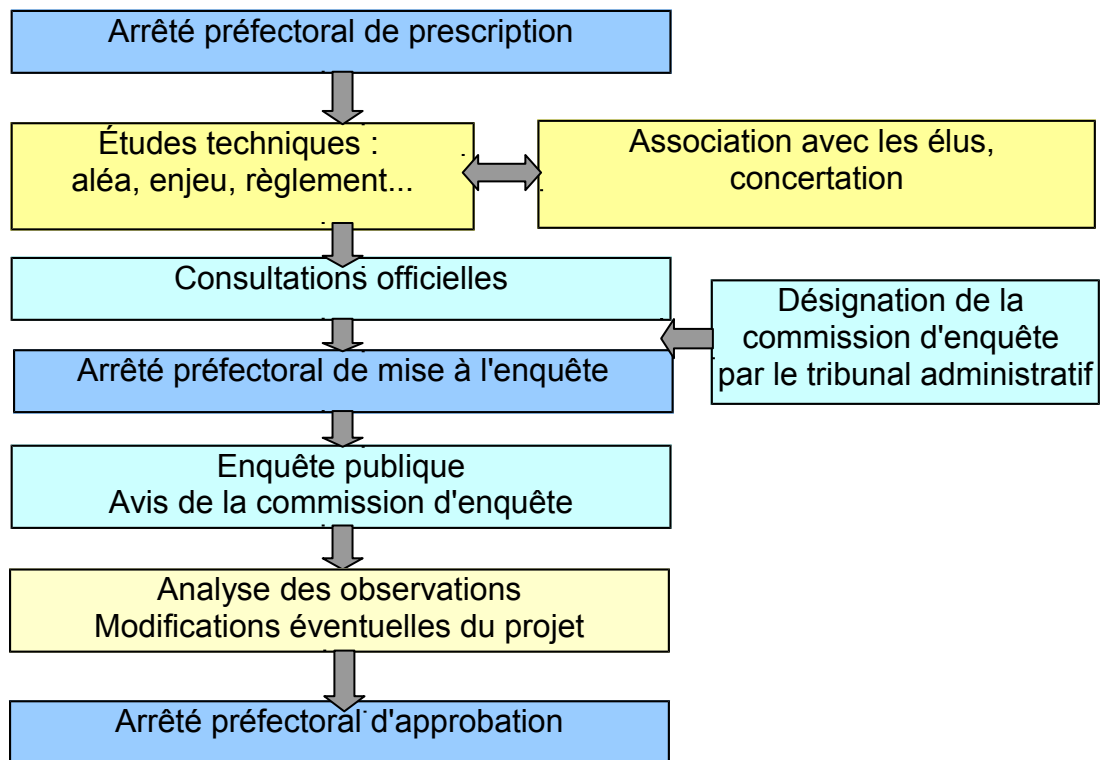 Arrêté préfectoral de prescription
Études techniques :
aléa, enjeu, règlement...
Association avec les élus,
concertation
Consultations officielles
Désignation de la
commission d'enquête
par le tribunal administratif
Arrêté préfectoral de mise à l'enquête
Enquête publique
Avis de la commission d'enquête
Analyse des observations
Modifications éventuelles du projet
Arrêté préfectoral d'approbation